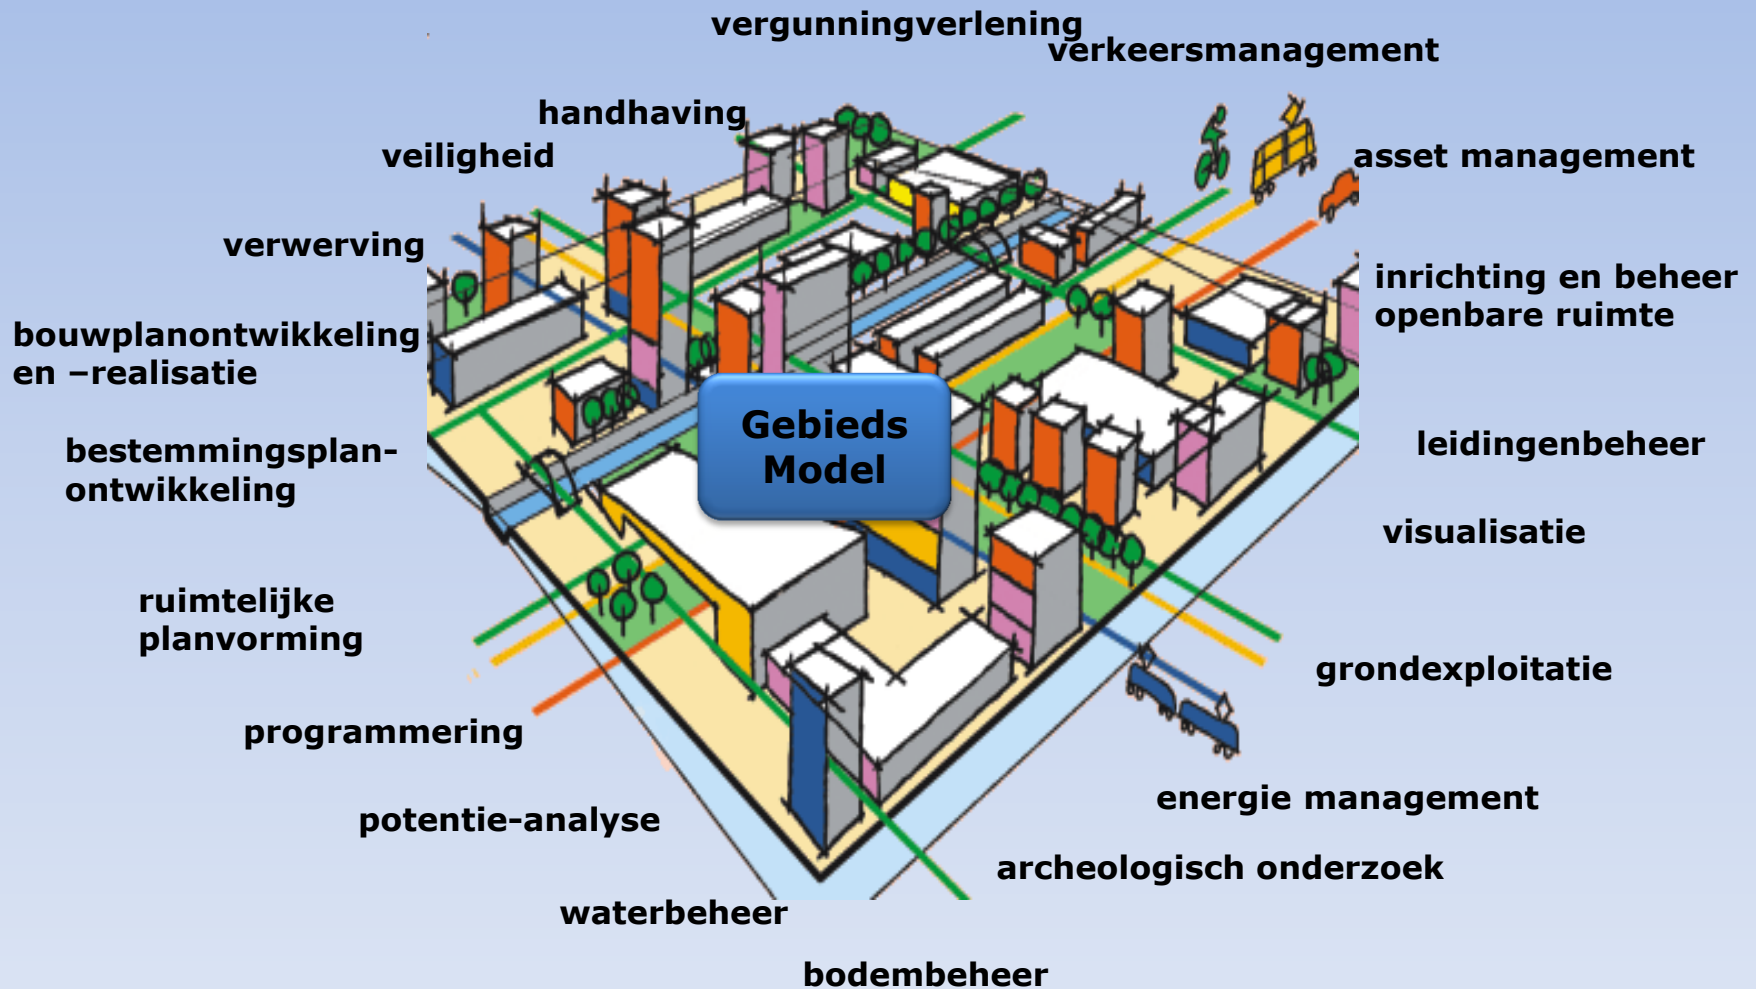 vergunningverlening
verkeersmanagement
handhaving
veiligheid
asset management
verwerving
inrichting en beheer
openbare ruimte
bouwplanontwikkeling
en –realisatie
Gebieds
Model
bestemmingsplan-
ontwikkeling
leidingenbeheer
visualisatie
ruimtelijke
planvorming
grondexploitatie
programmering
energie management
potentie-analyse
archeologisch onderzoek
waterbeheer
bodembeheer